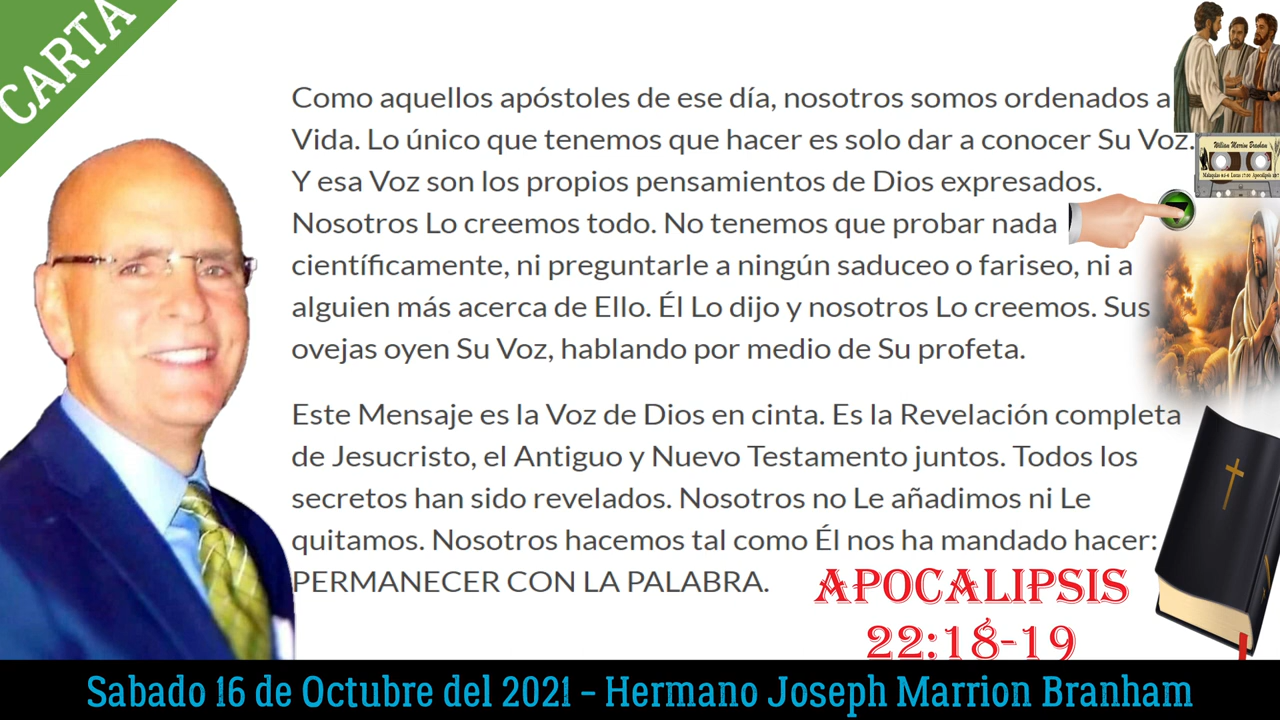 CARTA
Como aquellos apóstoles de ese día, nosotros somos ordenados a
Vida. Lo único que tenemos que hacer es solo dar a conocer Su Voz.
Y esa Voz son los propios pensamientos de Dios expresados.
Nosotros Lo creemos todo. No tenemos que probar nada
científicamente, ni preguntarle a ningún saduceo o fariseo, ni a
alguien más acerca de Ello. Él Lo dijo y nosotros Lo creemos. Sus
ovejas oyen Su Voz, hablando por medio de Su profeta.
Este Mensaje es la Voz de Dios en cinta. Es la Revelación completa
de Jesucristo, el Antiguo y Nuevo Testamento juntos. Todos los
secretos han sido revelados. Nosotros no Le añadimos ni Le
quitamos. Nosotros hacemos tal como Él nos ha mandado hacer:
PERMANECER CON LA PALABRA.
William Marrion Branham
APOCALIPSIS
22:18-19
Sabado 16 de Octubre del 2021 - Hermano Joseph Marrion Branham